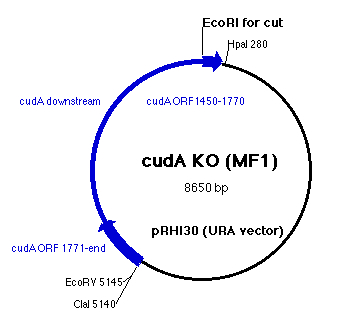 EcoRI for cut
HpaI 280
cudA downstream
cudAORF1450-1770
cudA KO (MF1)
8650 bp
pRHI30 (URA vector)
cudAORF 1771-end
EcoRV 5145
ClaI 5140